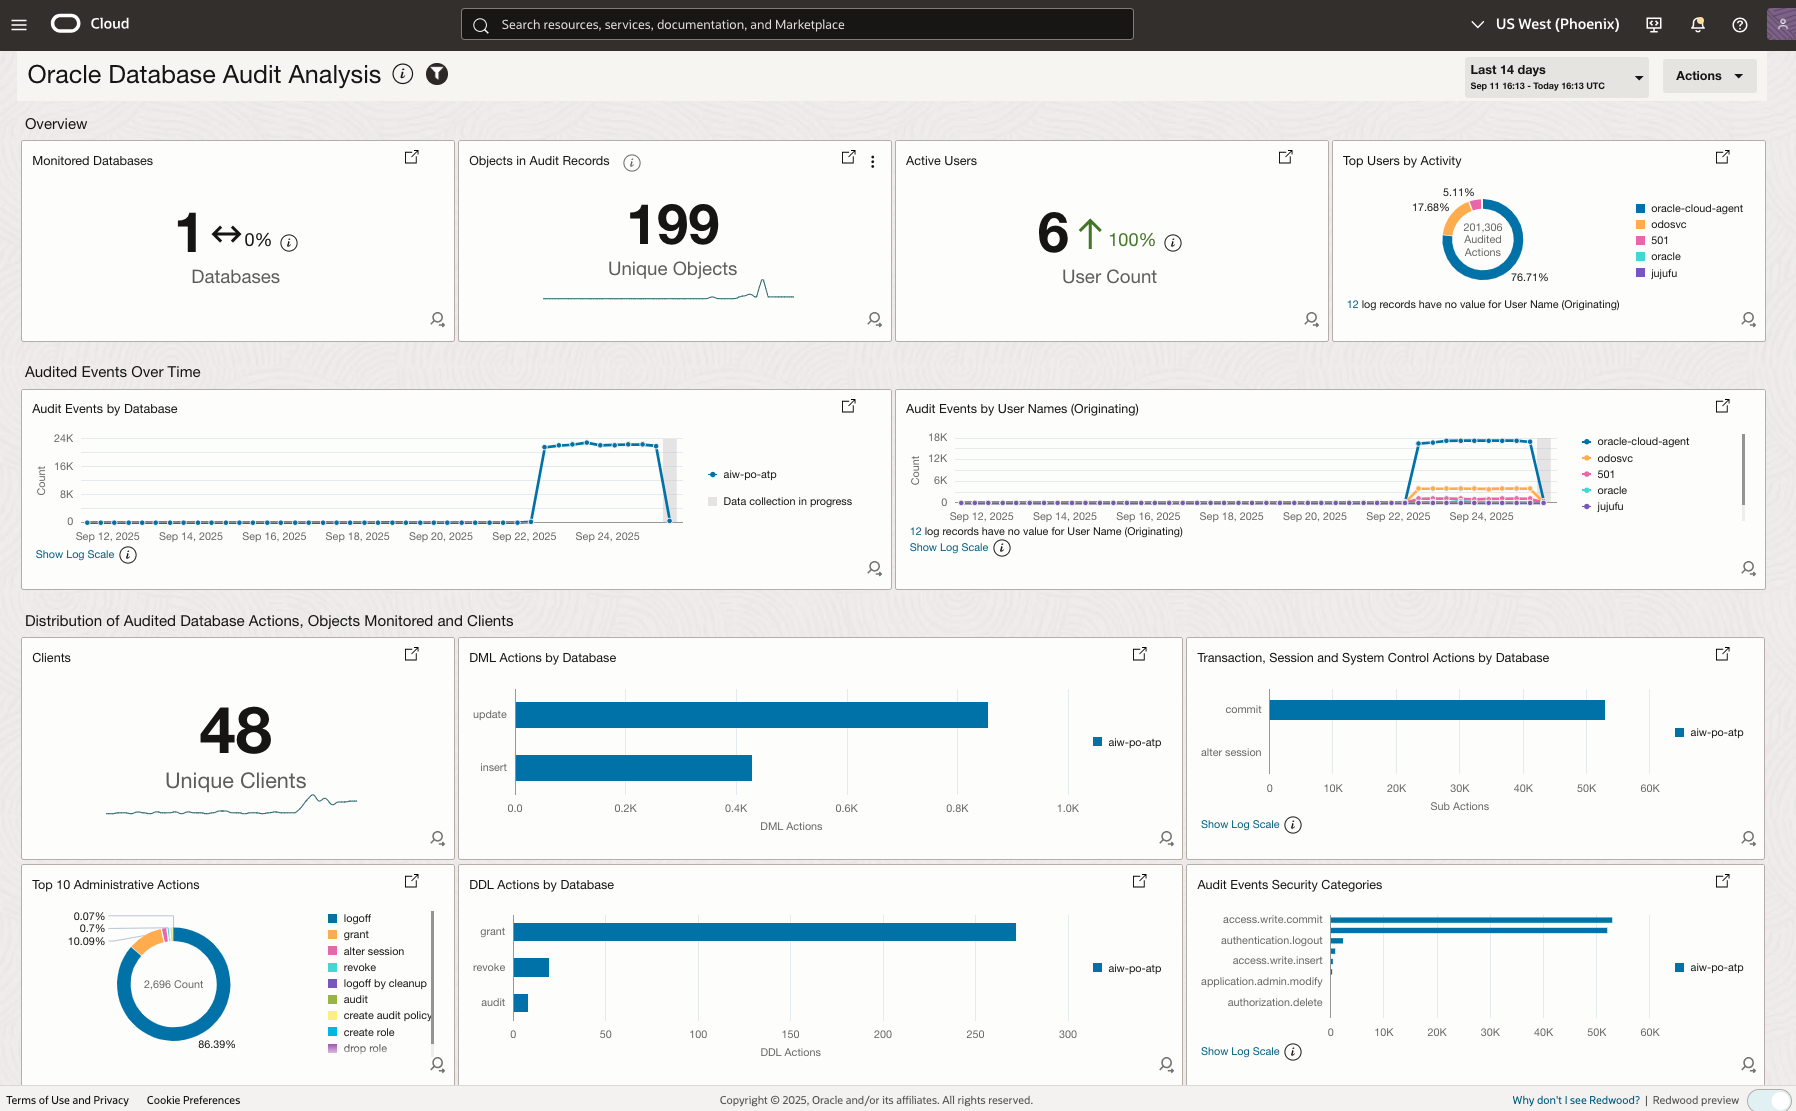 Cloud
Search resources, services, documentation, and Marketplace
US West (Phoenix)
Oracle Database Audit Analysis
Last 14 days
Sep 11 16:13 - Today 16:13 UTC
Actions
Overview
Monitored Databases
1
0%
Databases
Objects in Audit Records
199
Unique Objects
Active Users
6
100%
User Count
Top Users by Activity
5.11%
17.68%
201,306
Audited
Actions
76.71%
oracle-cloud-agent
odosvc
501
oracle
jujufu
12 log records have no value for User Name (Originating)
Audited Events Over Time
Audit Events by Database
Count
24K
16K
8K
0
Sep 12, 2025
Sep 14, 2025
Sep 16, 2025
Sep 18, 2025
Sep 20, 2025
Sep 22, 2025
Sep 24, 2025
aiw-po-atp
Data collection in progress
Show Log Scale
Audit Events by User Names (Originating)
Count
18K
12K
6K
0
Sep 12, 2025
Sep 14, 2025
Sep 16, 2025
Sep 18, 2025
Sep 20, 2025
Sep 22, 2025
Sep 24, 2025
oracle-cloud-agent
odosvc
501
oracle
jujufu
12 log records have no value for User Name (Originating)
Show Log Scale
Distribution of Audited Database Actions, Objects Monitored and Clients
Clients
48
Unique Clients
DML Actions by Database
update
insert
0.0
0.2K
0.4K
0.6K
0.8K
1.0K
DML Actions
aiw-po-atp
Transaction, Session and System Control Actions by Database
commit
alter session
0
10K
20K
30K
40K
50K
60K
Sub Actions
aiw-po-atp
Show Log Scale
Top 10 Administrative Actions
0.07%
0.7%
10.09%
2,696 Count
86.39%
logoff
grant
alter session
revoke
logoff by cleanup
audit
create audit policy
create role
drop role
DDL Actions by Database
grant
revoke
audit
0
50
100
150
200
250
300
DDL Actions
aiw-po-atp
Audit Events Security Categories
access.write.commit
authentication.logout
access.write.insert
application.admin.modify
authorization.delete
0
10K
20K
30K
40K
50K
60K
aiw-po-atp
Show Log Scale
Terms of Use and Privacy
Cookie Preferences
Copyright © 2025, Oracle and/or its affiliates. All rights reserved.
Why don't I see Redwood? | Redwood preview